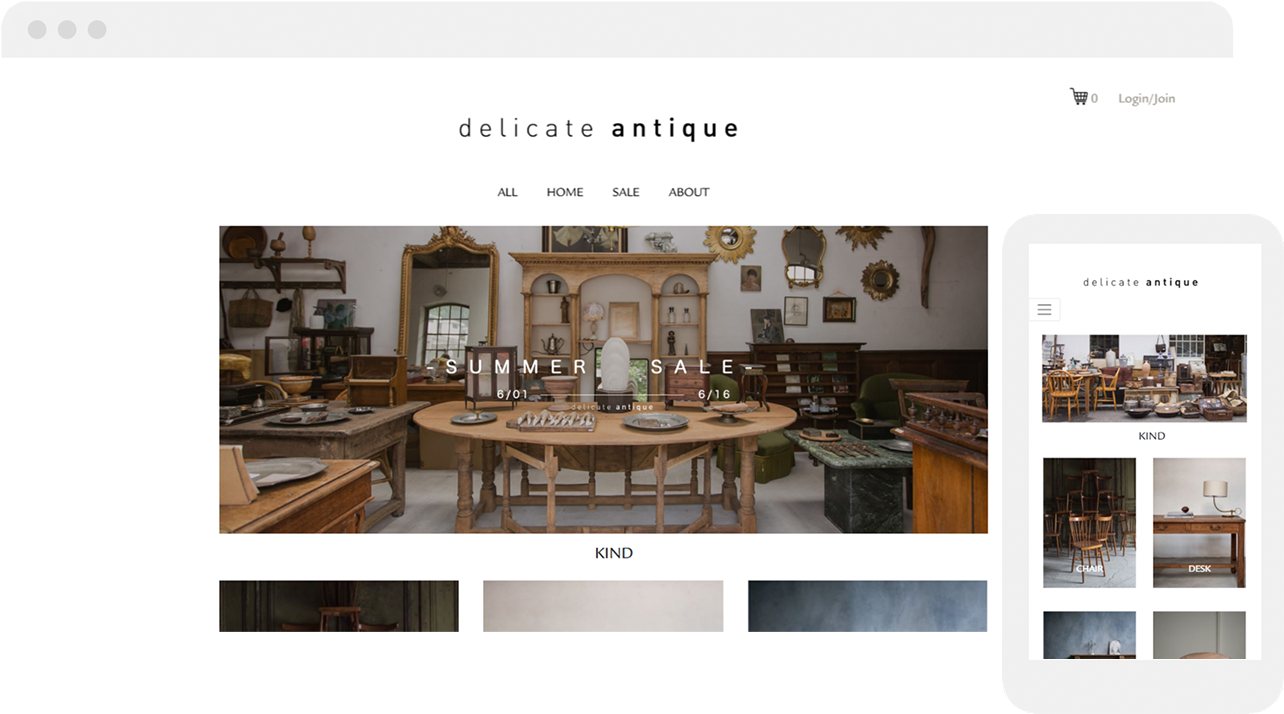 0 Login/Join
delicate antique
ALL HOME SALE ABOUT
-SUMMER SALE-
6/01 6/16
delicate antique
KIND
delicate antique
KIND
CHAIR DESK